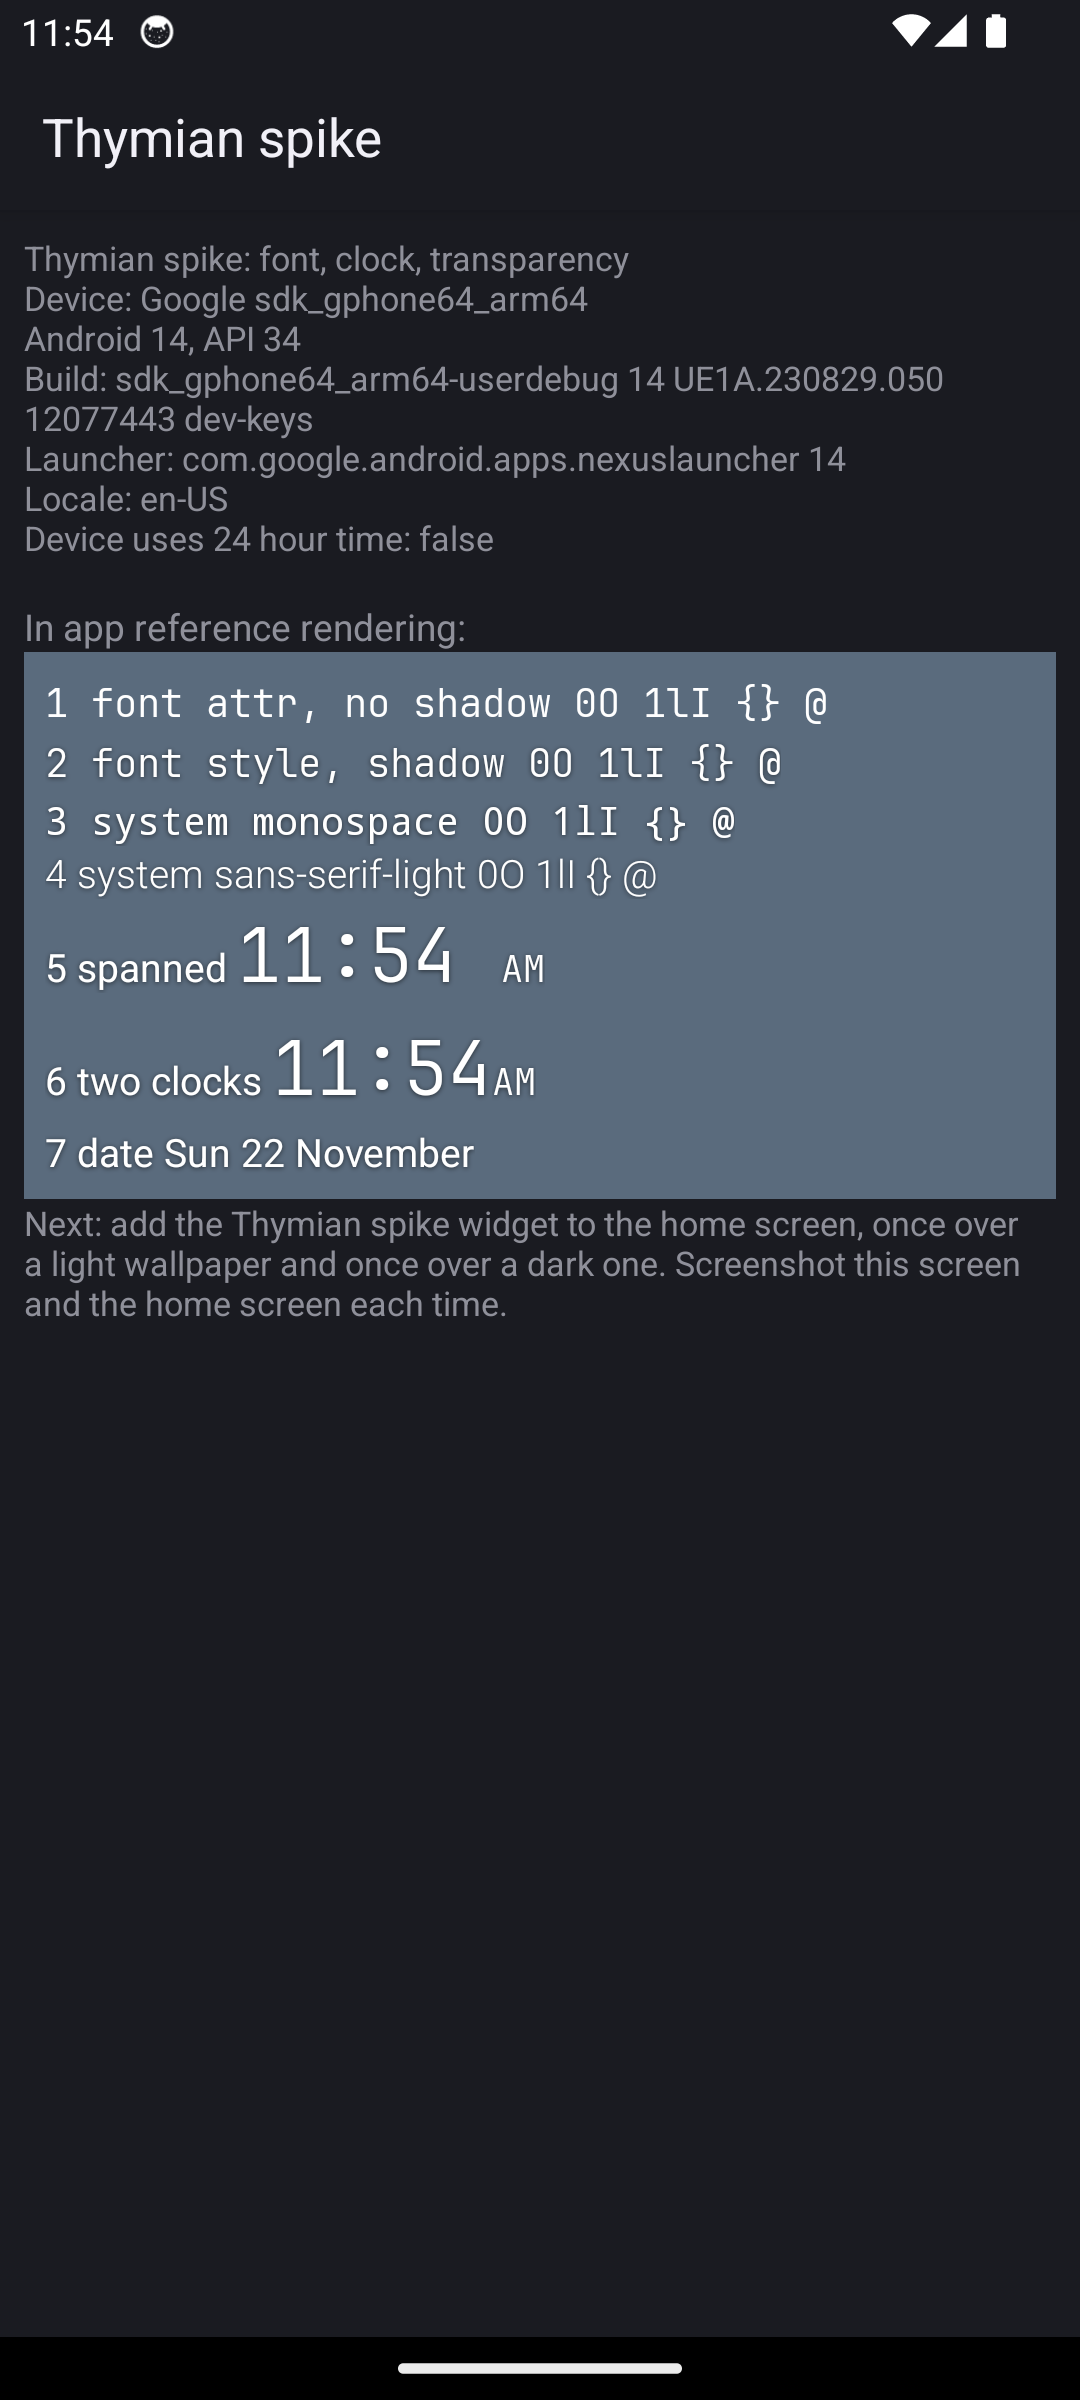 11:54
Thymian spike
Thymian spike: font, clock, transparency
Device: Google sdk_gphone64_arm64
Android 14, API 34
Build: sdk_gphone64_arm64-userdebug 14 UE1A.230829.050
12077443 dev-keys
Launcher: com.google.android.apps.nexuslauncher 14
Locale: en-US
Device uses 24 hour time: false
In app reference rendering:
1 font attr, no shadow 0O 1lI {} @
2 font style, shadow 0O 1lI {} @
3 system monospace 0O 1lI {} @
4 system sans-serif-light 0O 1lI {} @
5 spanned 11:54 AM
6 two clocks 11:54AM
7 date Sun 22 November
Next: add the Thymian spike widget to the home screen, once over
a light wallpaper and once over a dark one. Screenshot this screen
and the home screen each time.